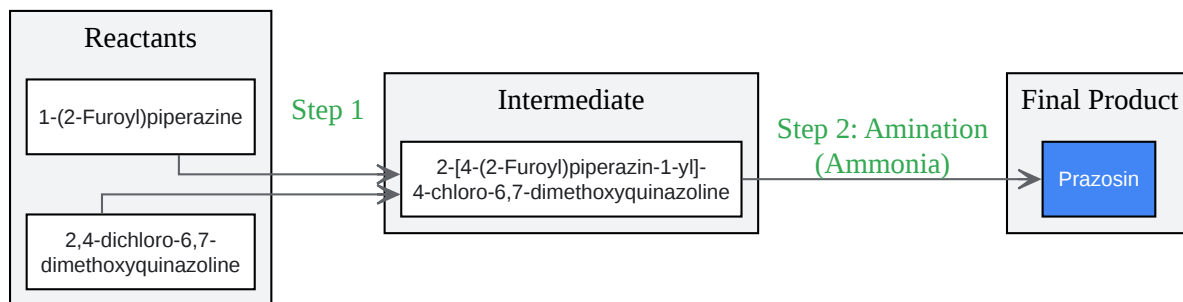 Reactants
1-(2-Furoyl)piperazine
2,4-dichloro-6,7-
dimethoxyquinazoline
Step 1
Intermediate
2-[4-(2-Furoyl)piperazin-1-yl]-
4-chloro-6,7-dimethoxyquinazoline
Step 2: Amination
(Ammonia)
Final Product
Prazosin